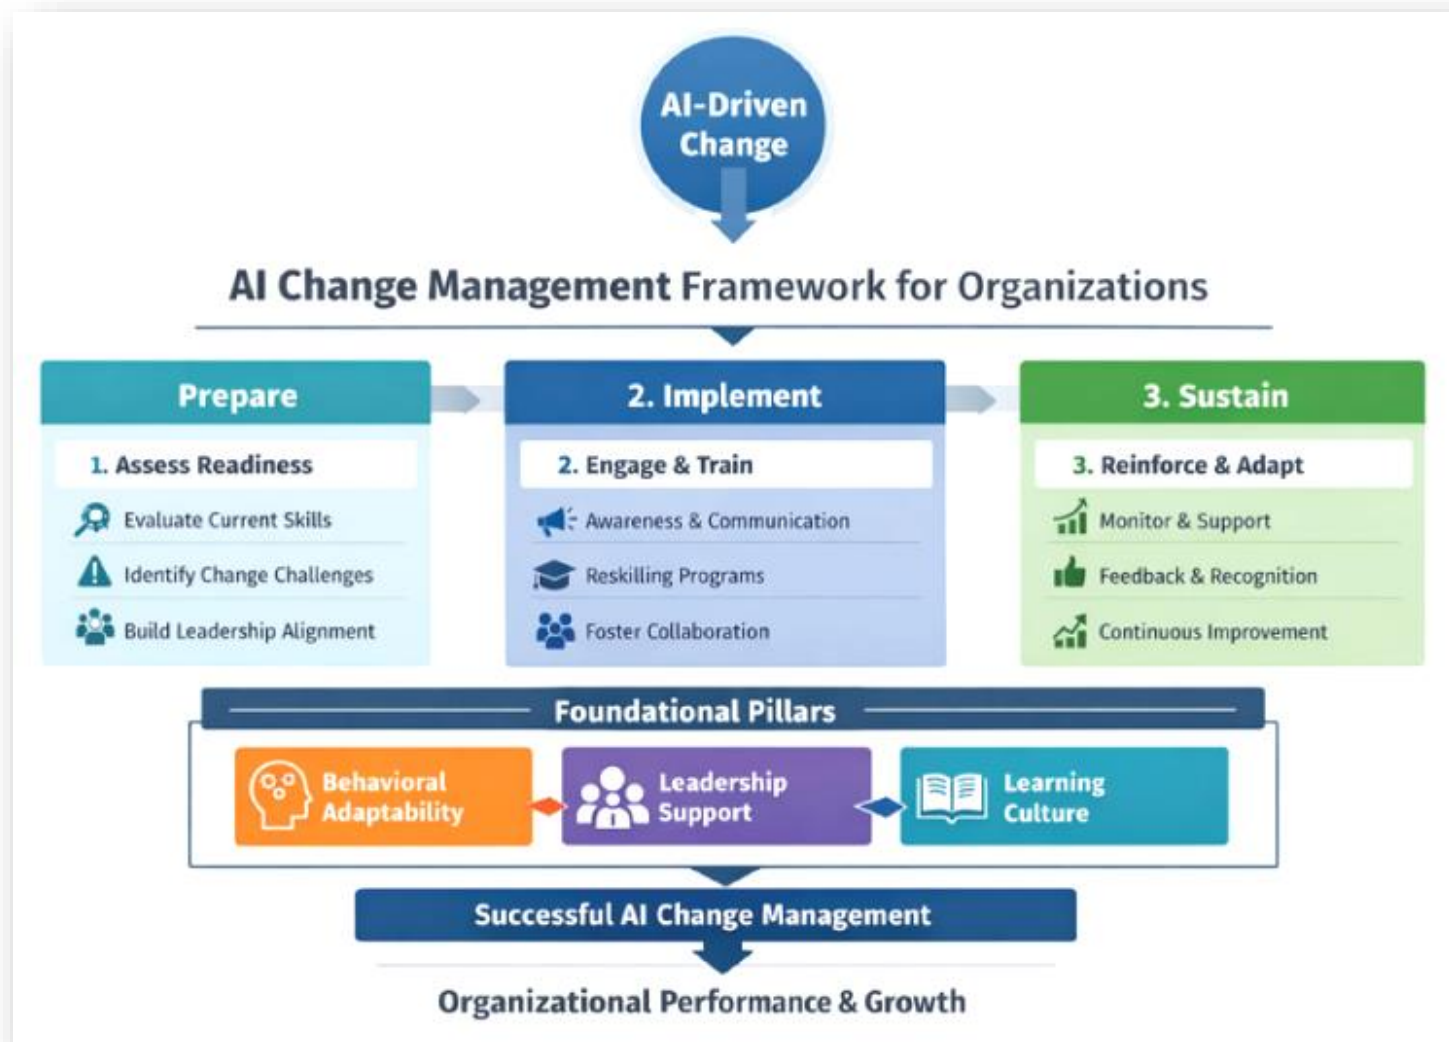 AI-Driven
Change
AI Change Management Framework for Organizations
Prepare
1. Assess Readiness
Evaluate Current Skills
Identify Change Challenges
Build Leadership Alignment
2. Implement
2. Engage & Train
Awareness & Communication
Reskilling Programs
Foster Collaboration
3. Sustain
3. Reinforce & Adapt
Monitor & Support
Feedback & Recognition
Continuous Improvement
Foundational Pillars
Behavioral
Adaptability
Leadership
Support
Learning
Culture
Successful AI Change Management
Organizational Performance & Growth